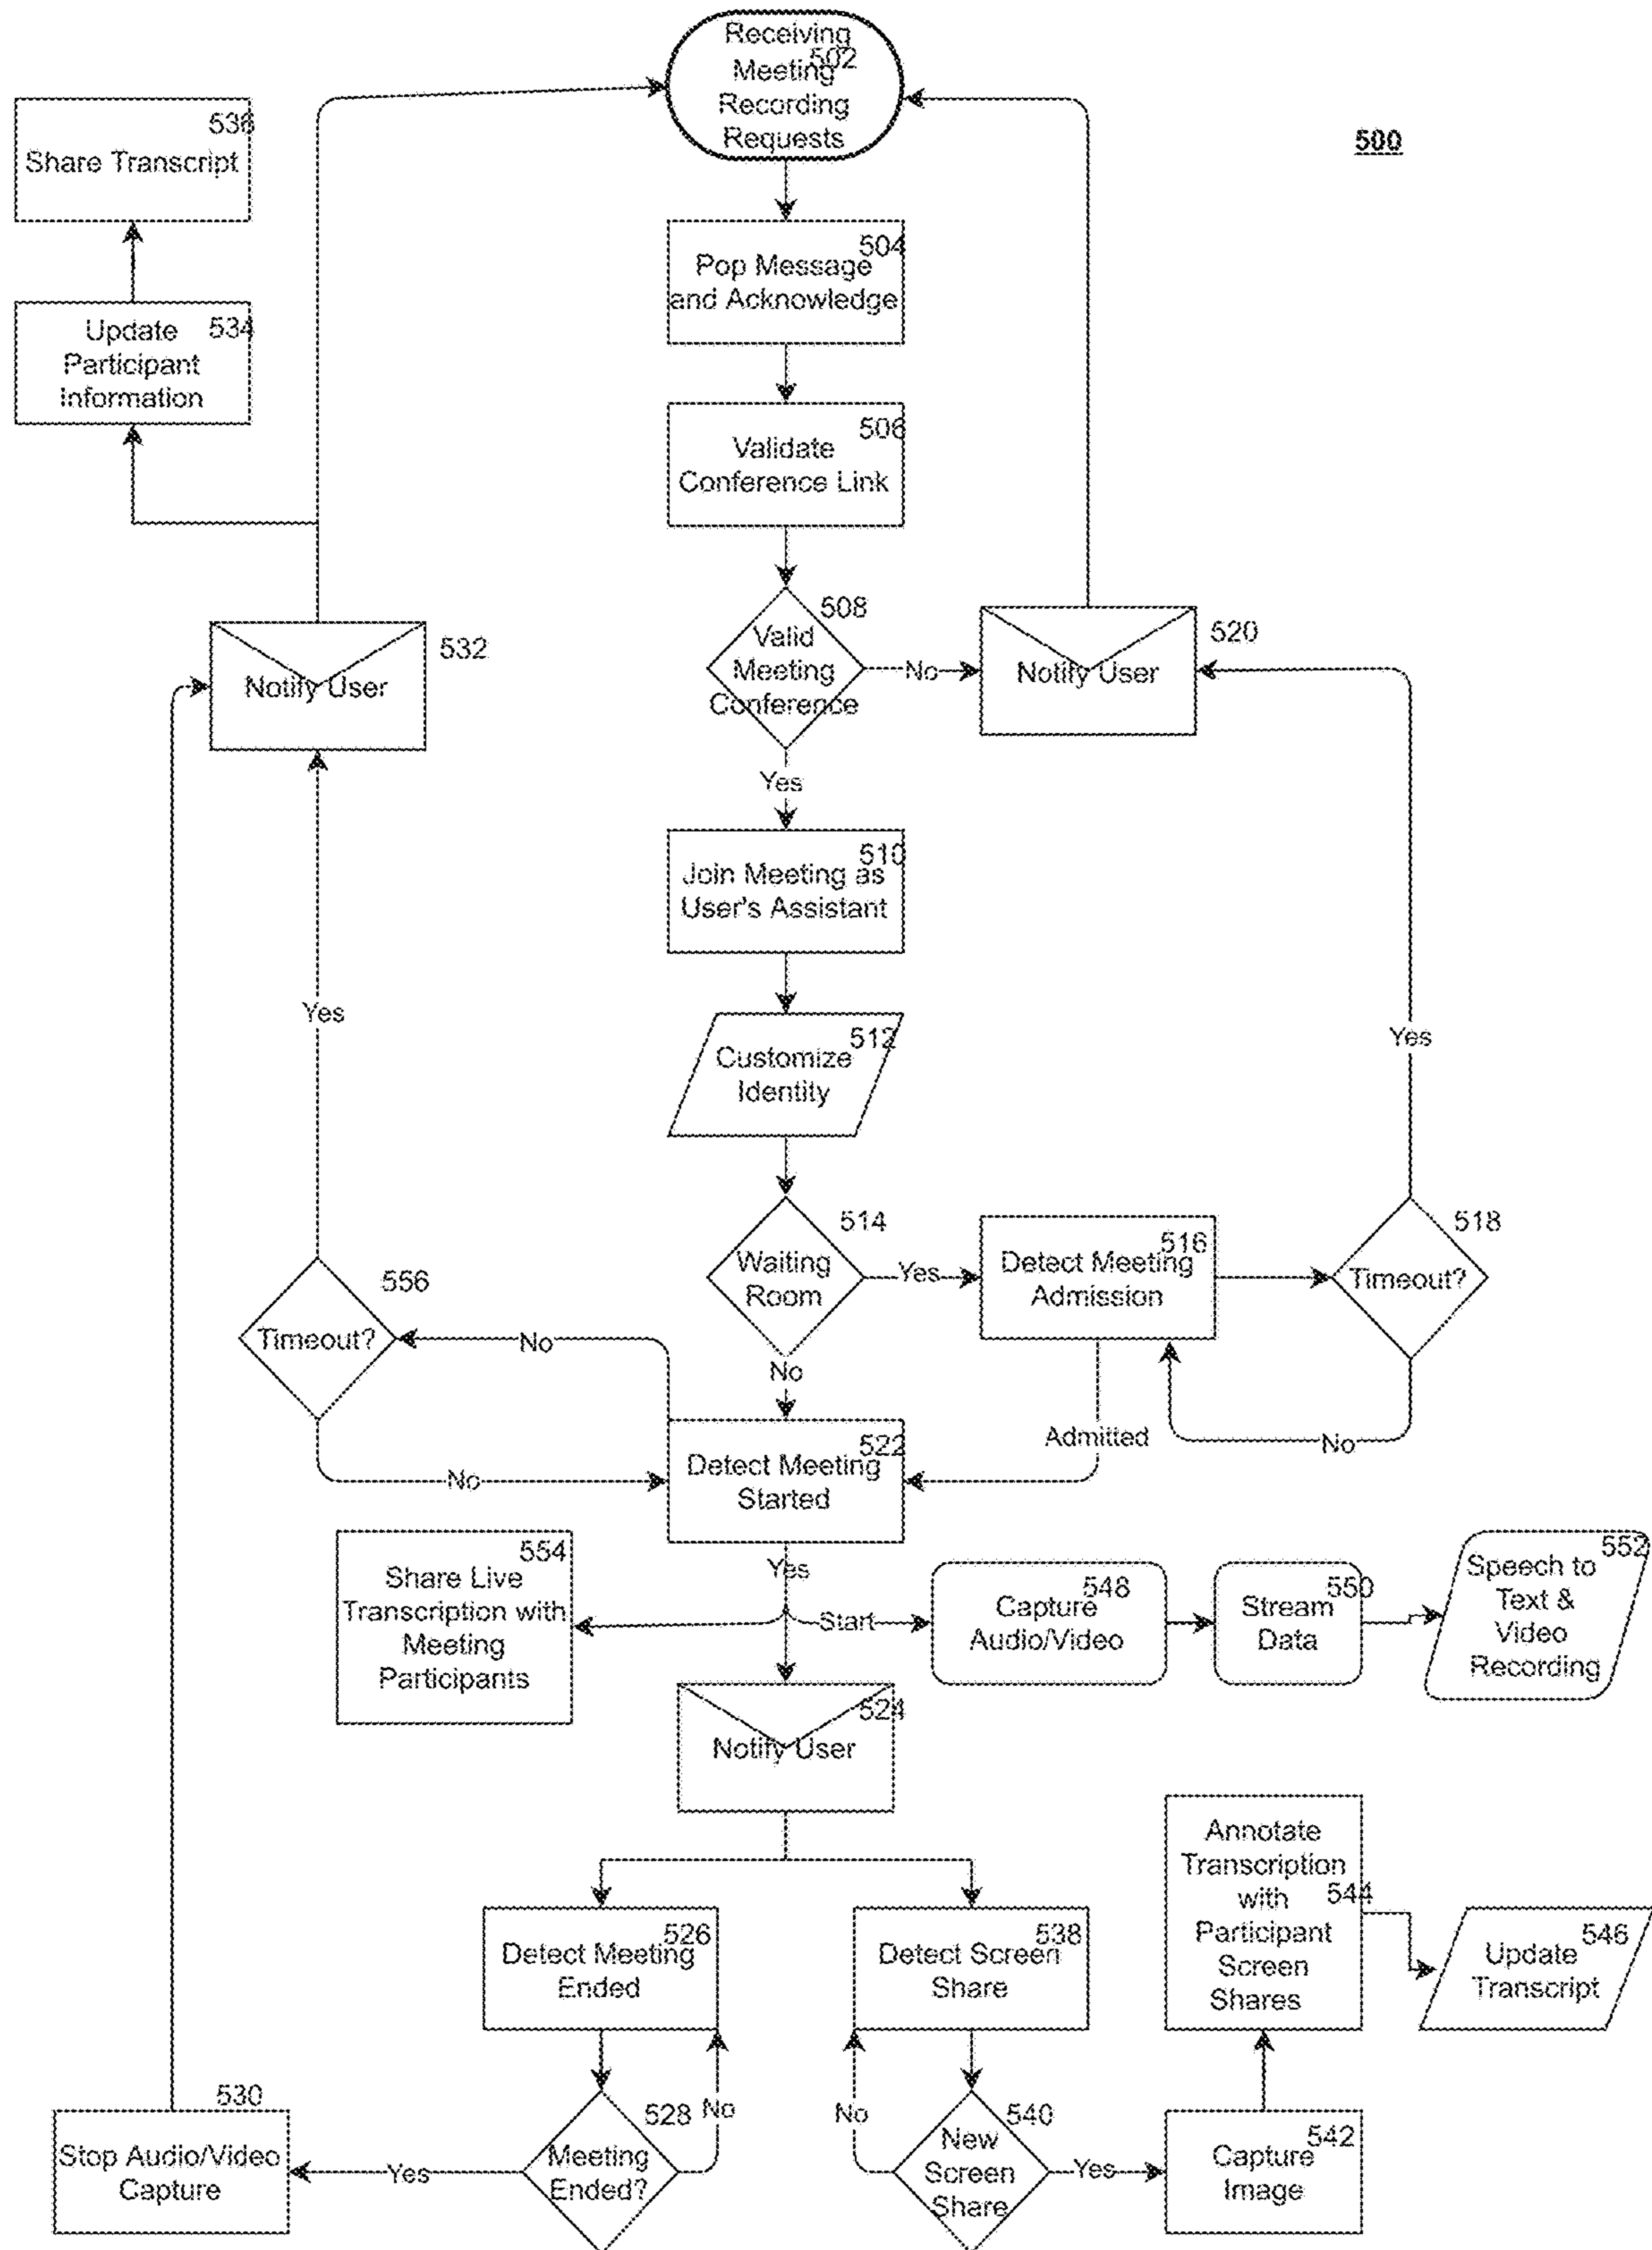 Receiving
502
Meeting
Recording
Requests
500
536
Share Transcript
504
Pop Message
and Acknowledge
534
Update
Participant
Information
506
Validate
Conference Link
508
Valid
Meeting
Conference
No
520
Notify User
532
Notify User
Yes
510
Join Meeting as
User's Assistant
Yes
Yes
512
Customize
Identity
514
Waiting
Room
Yes
516
Detect Meeting
Admission
518
Timeout?
556
Timeout?
No
No
Admitted
No
522
Detect Meeting
Started
No
554
Share Live
Transcription with
Meeting
Participants
Yes
Start
548
Capture
Audio/Video
550
Stream
Data
552
Speech to
Text &
Video
Recording
524
Notify User
526
Detect Meeting
Ended
538
Detect Screen
Share
Annotate
Transcription
with
544
Participant
Screen
Shares
546
Update
Transcript
530
Stop Audio/Video
Capture
Yes
528
Meeting
Ended?
No
No
540
New
Screen
Share
Yes
542
Capture
Image